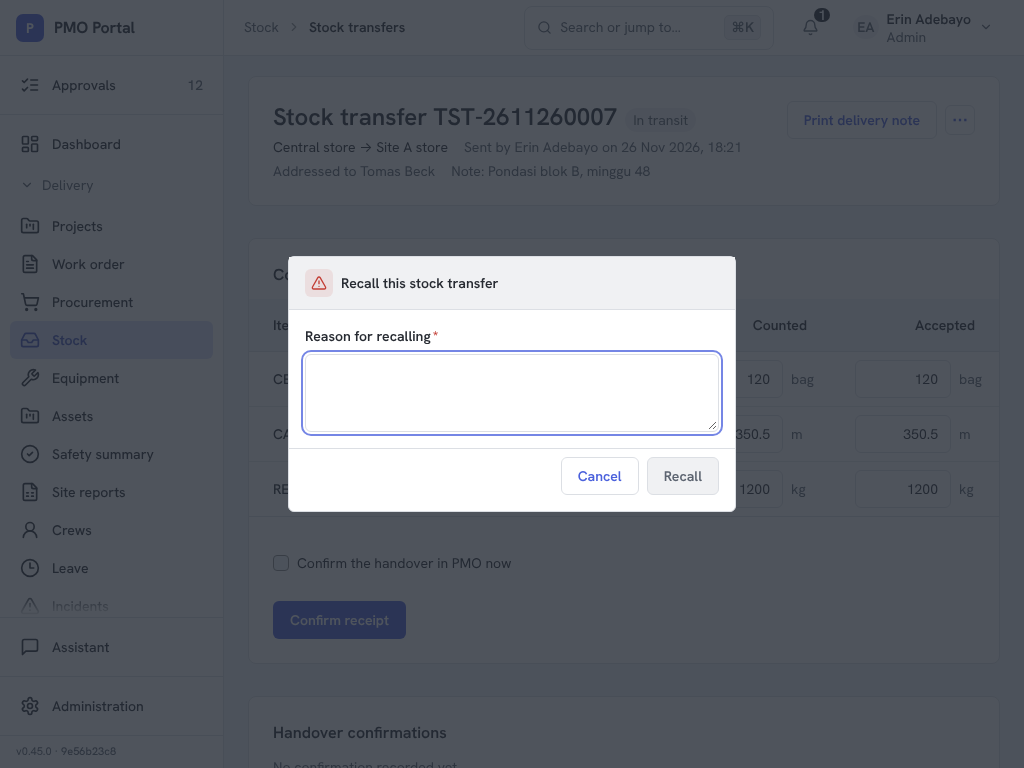 P PMO Portal
Stock > Stock transfers
Search or jump to... ⌘K
1
EA Erin Adebayo
Admin
Approvals 12
Dashboard
Delivery
Projects
Work order
Procurement
Stock
Equipment
Assets
Safety summary
Site reports
Crews
Leave
Incidents
Assistant
Administration
v0.45.0 · 9e56b23c8
Stock transfer TST-2611260007 In transit
Print delivery note
Central store → Site A store Sent by Erin Adebayo on 26 Nov 2026, 18:21
Addressed to Tomas Beck Note: Pondasi blok B, minggu 48
Counted Accepted
120 bag 120 bag
350.5 m 350.5 m
1200 kg 1200 kg
Recall this stock transfer
Reason for recalling*
Cancel Recall
Confirm the handover in PMO now
Confirm receipt
Handover confirmations
No confirmation recorded yet